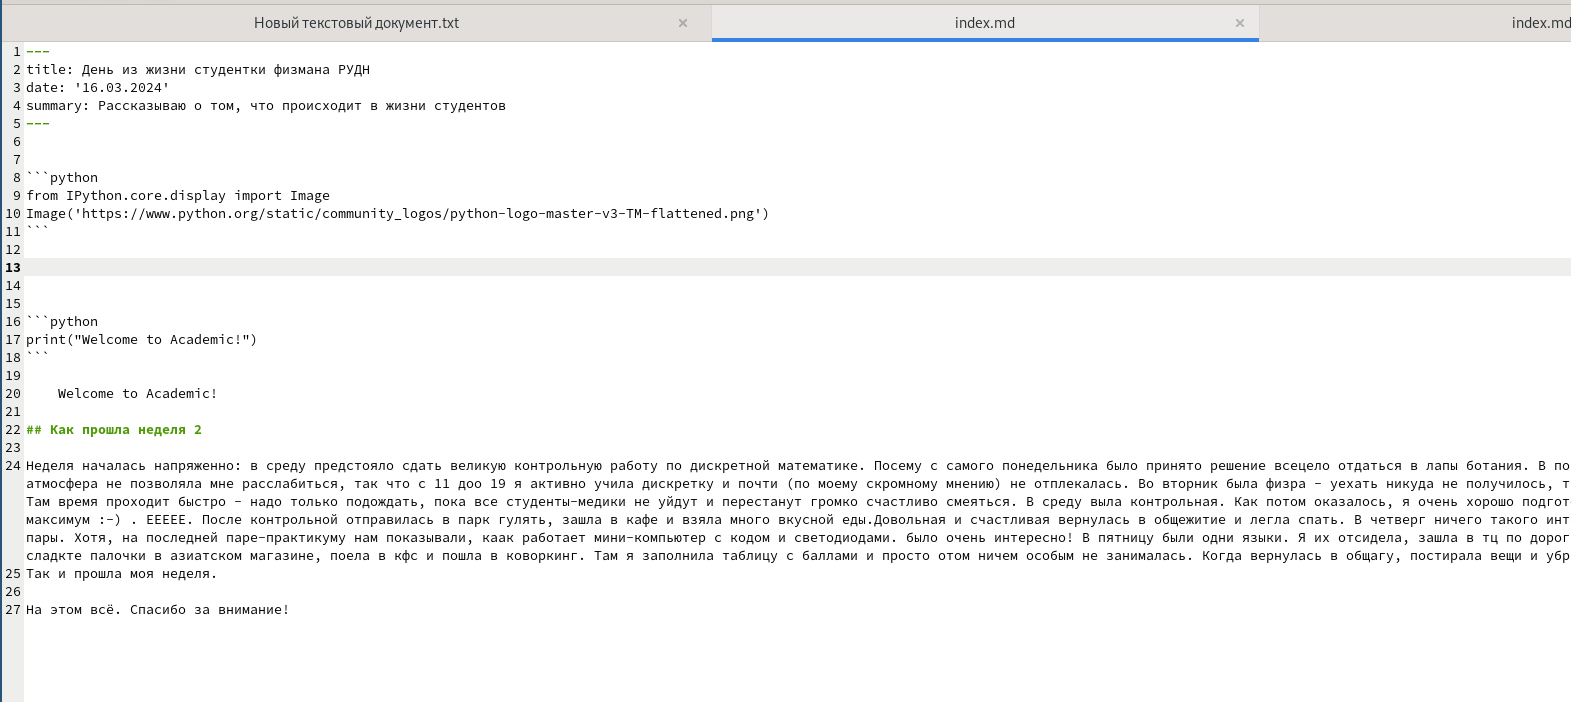 Новый текстовый документ.txt × index.md × index.md
1 ---
2 title: День из жизни студентки физмана РУДН
3 date: '16.03.2024'
4 summary: Рассказываю о том, что происходит в жизни студентов
5 ---
6
7
8 ```python
9 from IPython.core.display import Image
10 Image('https://www.python.org/static/community_logos/python-logo-master-v3-TM-flattened.png')
11 ```
12
13
14
15
16 ```python
17 print("Welcome to Academic!")
18 ```
19
20     Welcome to Academic!
21
22 ## Как прошла неделя 2
23
24 Неделя началась напряженно: в среду предстояло сдать великую контрольную работу по дискретной математике. Посему с самого понедельника было принято решение всецело отдаться в лапы ботания. В по
атмосфера не позволяла мне расслабиться, так что с 11 доо 19 я активно учила дискретку и почти (по моему скромному мнению) не отплекалась. Во вторник была физра - уехать никуда не получилось, т
Там время проходит быстро - надо только подождать, пока все студенты-медики не уйдут и перестанут громко счастливо смеяться. В среду выла контрольная. Как потом оказалось, я очень хорошо подгот
максимум :-) . ЕЕЕЕЕ. После контрольной отправилась в парк гулять, зашла в кафе и взяла много вкусной еды.Довольная и счастливая вернулась в общежитие и легла спать. В четверг ничего такого инт
пары. Хотя, на последней паре-практикуму нам показывали, каак работает мини-компьютер с кодом и светодиодами. было очень интересно! В пятницу были одни языки. Я их отсидела, зашла в тц по дорог
сладкте палочки в азиатском магазине, поела в кфс и пошла в коворкинг. Там я заполнила таблицу с баллами и просто отом ничем особым не занималась. Когда вернулась в общагу, постирала вещи и убр
25 Так и прошла моя неделя.
26
27 На этом всё. Спасибо за внимание!